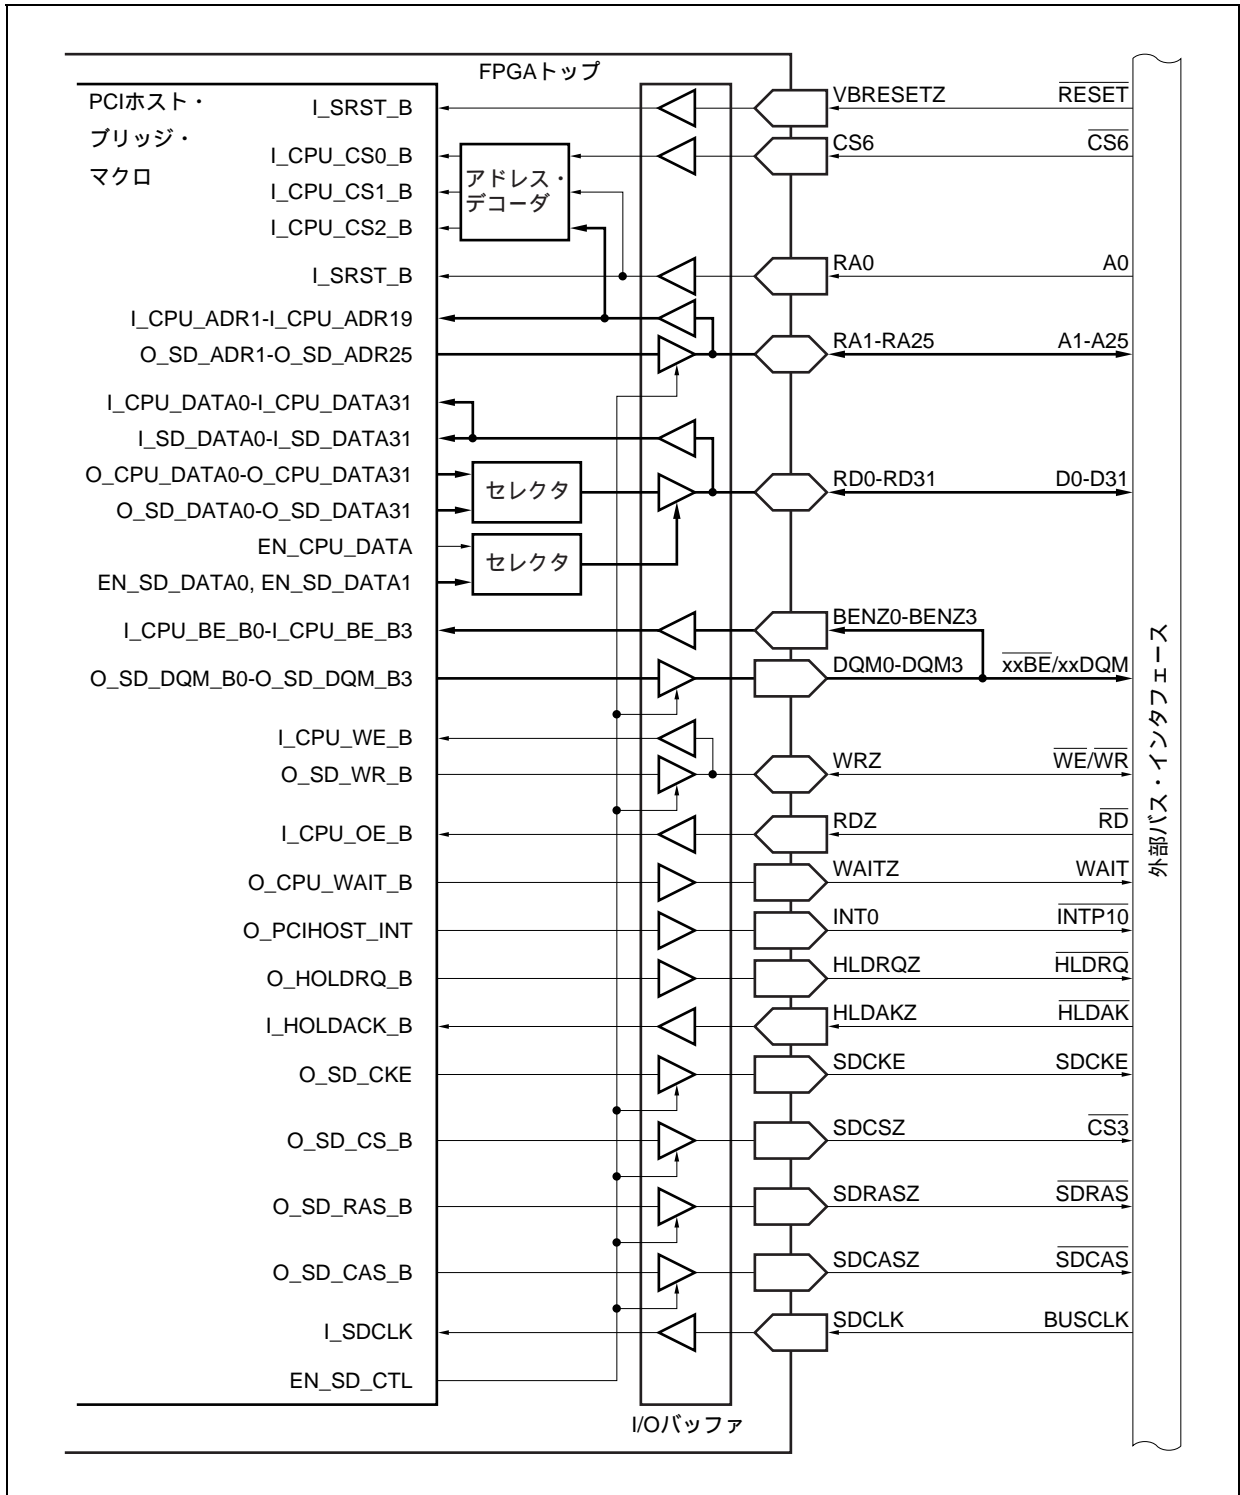 FPGAトップ
PCIホスト・
ブリッジ・
マクロ
I_SRST_B
VBRESETZ
RESET
I_CPU_CS0_B
CS6
CS6
I_CPU_CS1_B
アドレス・
デコーダ
I_CPU_CS2_B
I_SRST_B
RA0
A0
I_CPU_ADR1-I_CPU_ADR19
O_SD_ADR1-O_SD_ADR25
RA1-RA25
A1-A25
I_CPU_DATA0-I_CPU_DATA31
I_SD_DATA0-I_SD_DATA31
O_CPU_DATA0-O_CPU_DATA31
セレクタ
RD0-RD31
D0-D31
O_SD_DATA0-O_SD_DATA31
EN_CPU_DATA
セレクタ
EN_SD_DATA0, EN_SD_DATA1
I_CPU_BE_B0-I_CPU_BE_B3
BENZ0-BENZ3
O_SD_DQM_B0-O_SD_DQM_B3
DQM0-DQM3
xxBE/xxDQM
I_CPU_WE_B
O_SD_WR_B
WRZ
WE/WR
I_CPU_OE_B
RDZ
RD
O_CPU_WAIT_B
WAITZ
WAIT
O_PCIHOST_INT
INT0
INTP10
O_HOLDRQ_B
HLDRQZ
HLDRQ
I_HOLDACK_B
HLDAKZ
HLDAK
O_SD_CKE
SDCKE
SDCKE
O_SD_CS_B
SDCSZ
CS3
O_SD_RAS_B
SDRASZ
SDRAS
O_SD_CAS_B
SDCASZ
SDCAS
I_SDCLK
SDCLK
BUSCLK
EN_SD_CTL
I/Oバッファ
外部バス・インタフェース